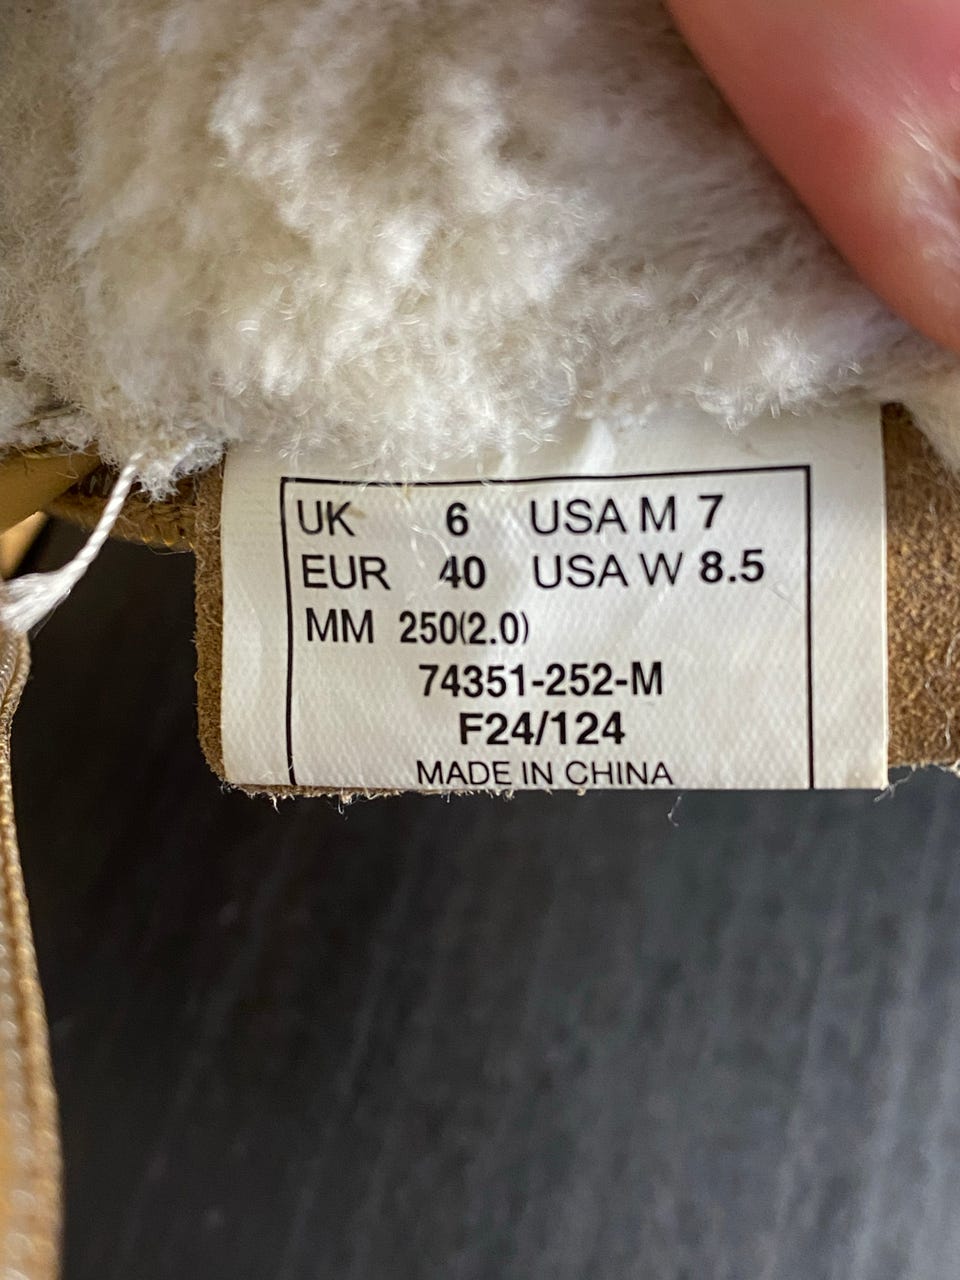 UK 6 USA M 7
EUR 40 USA W 8.5
MM 250(2.0)
74351-252-M
F24/124
MADE IN CHINA